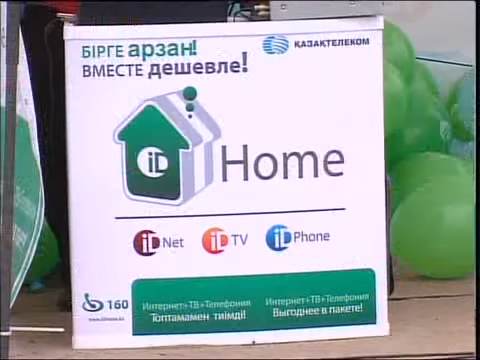 БІРГЕ арзан!
ВМЕСТЕ дешевле!
ҚАЗАҚТЕЛЕКОМ
iD Home
iD Net
iD TV
iD Phone
160
Интернет+ТВ+Телефония
Топтамамен тиімді!
Интернет+ТВ+Телефония
Выгоднее в пакете!